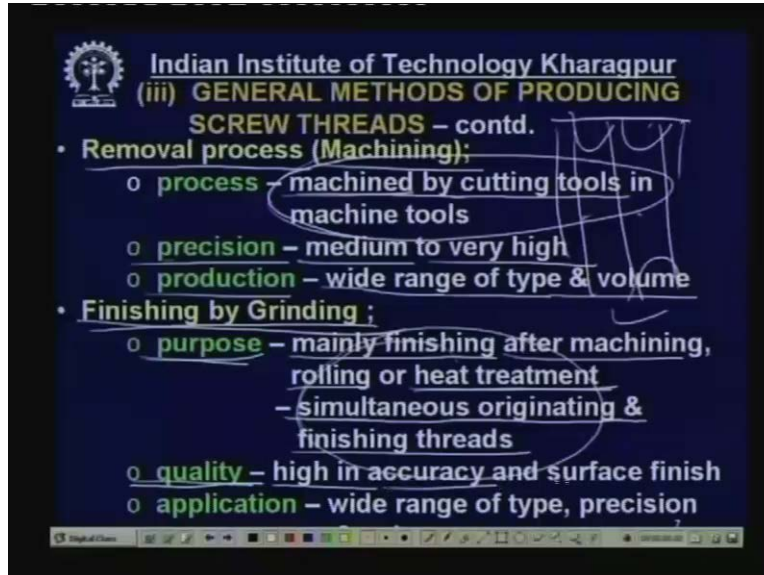 Indian Institute of Technology Kharagpur
(iii) GENERAL METHODS OF PRODUCING
SCREW THREADS – contd.
• Removal process (Machining);
o process – machined by cutting tools in
machine tools
o precision – medium to very high
o production – wide range of type & volume
• Finishing by Grinding ;
o purpose – mainly finishing after machining,
rolling or heat treatment
– simultaneous originating &
finishing threads
o quality – high in accuracy and surface finish
o application – wide range of type, precision
7